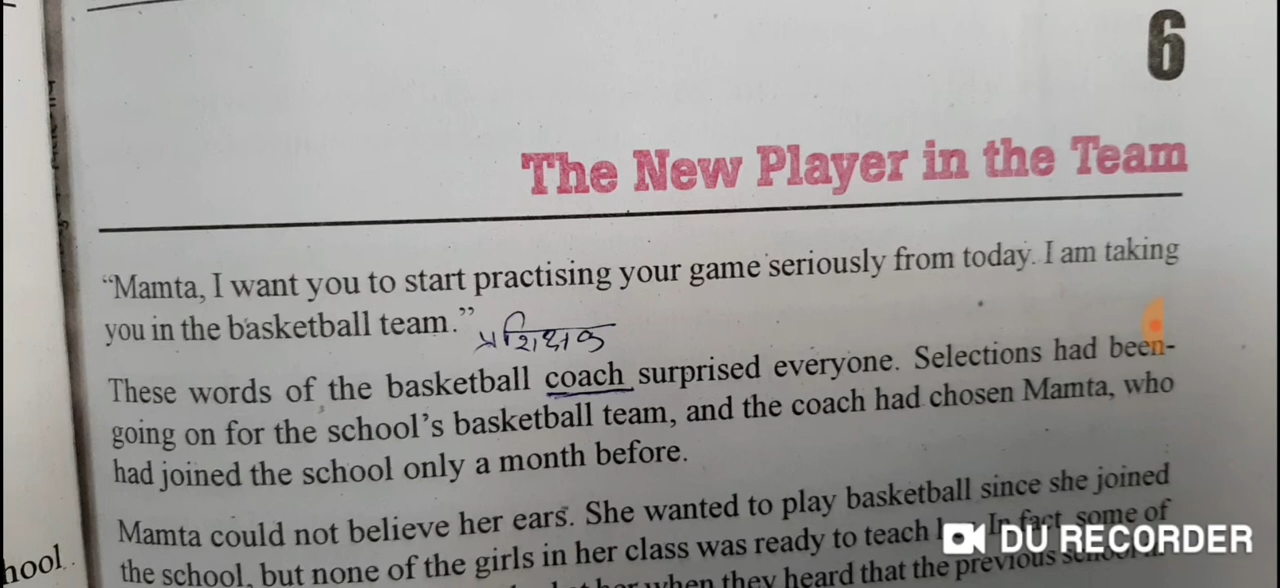 6
The New Player in the Team
“Mamta, I want you to start practising your game seriously from today. I am taking
you in the basketball team.”
प्रशिक्षक
These words of the basketball coach surprised everyone. Selections had been-
going on for the school’s basketball team, and the coach had chosen Mamta, who
had joined the school only a month before.
Mamta could not believe her ears. She wanted to play basketball since she joined
the school, but none of the girls in her class was ready to teach In fact, some of
her when they heard that the previous
hool.
DU RECORDER